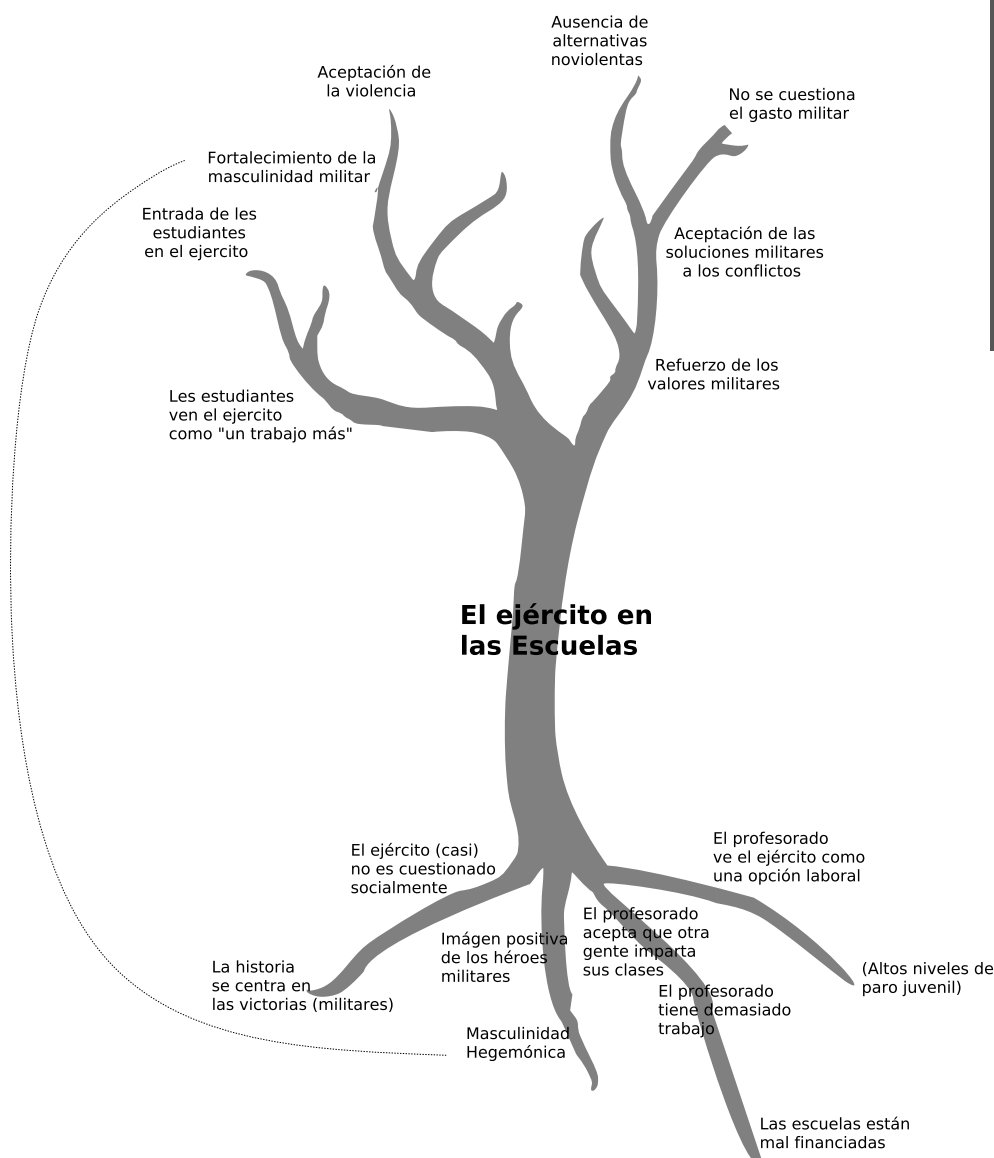 Ausencia de
alternativas
noviolentas
Aceptación de
la violencia
No se cuestiona
el gasto militar
Fortalecimiento de la
masculinidad militar
Entrada de les
estudiantes
en el ejercito
Aceptación de las
soluciones militares
a los conflictos
Refuerzo de los
valores militares
Les estudiantes
ven el ejercito
como "un trabajo más"
El ejército en
las Escuelas
El ejército (casi)
no es cuestionado
socialmente
El profesorado
ve el ejército como
una opción laboral
El profesorado
acepta que otra
gente imparta
sus clases
Imágen positiva
de los héroes
militares
La historia
se centra en
las victorias (militares)
(Altos niveles de
paro juvenil)
El profesorado
tiene demasiado
trabajo
Masculinidad
Hegemónica
Las escuelas están
mal financiadas